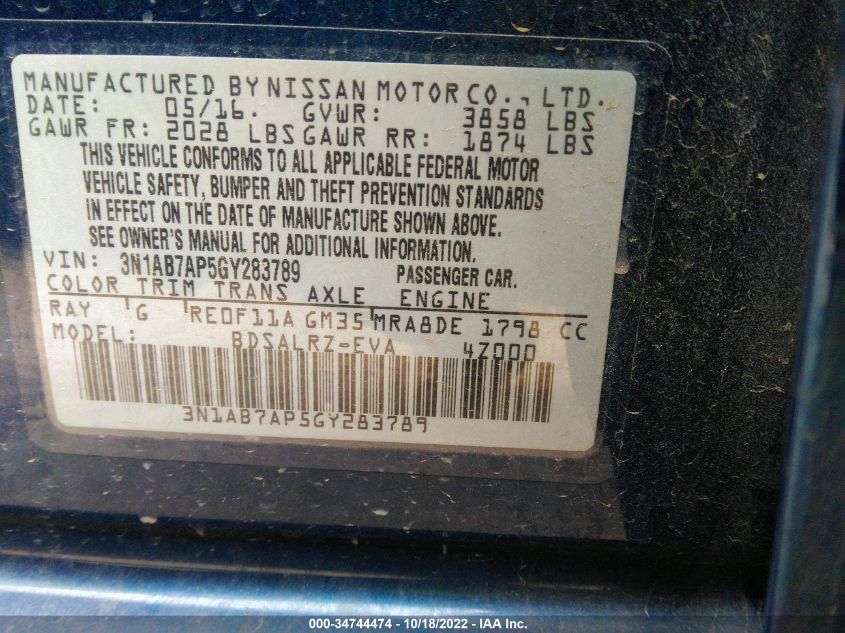 MANUFACTURED BY NISSAN MOTOR CO., LTD.
DATE: 05/16. GVWR: 3858 LBS
GAWR FR: 2028 LBS GAWR RR: 1874 LBS
THIS VEHICLE CONFORMS TO ALL APPLICABLE FEDERAL MOTOR
VEHICLE SAFETY, BUMPER AND THEFT PREVENTION STANDARDS
IN EFFECT ON THE DATE OF MANUFACTURE SHOWN ABOVE.
SEE OWNER'S MANUAL FOR ADDITIONAL INFORMATION.
VIN: 3N1AB7AP5GY283789 PASSENGER CAR.
COLOR TRIM TRANS AXLE ENGINE
RAY G RE0F11A GM35 MRA8DE 1798 CC
MODEL: BDSALRZ-EVA 4Z000
3N1AB7AP5GY283789
000-34744474 - 10/18/2022 - IAA Inc.